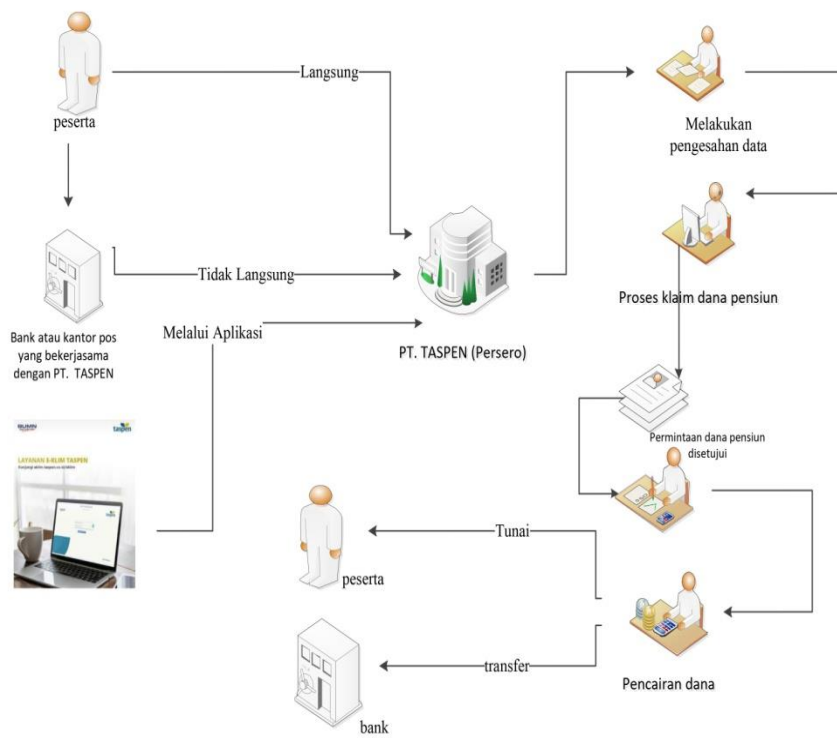 Langsung
peserta
Melakukan
pengesahan data
Tidak Langsung
Bank atau kantor pos
yang bekerjasama
dengan PT. TASPEN
Melalui Aplikasi
PT. TASPEN (Persero)
Proses klaim dana pensiun
taspen
LAYANAN E-KLIM TASPEN
Permintaan dana pensiun
disetujui
Tunai
peserta
transfer
Pencairan dana
bank